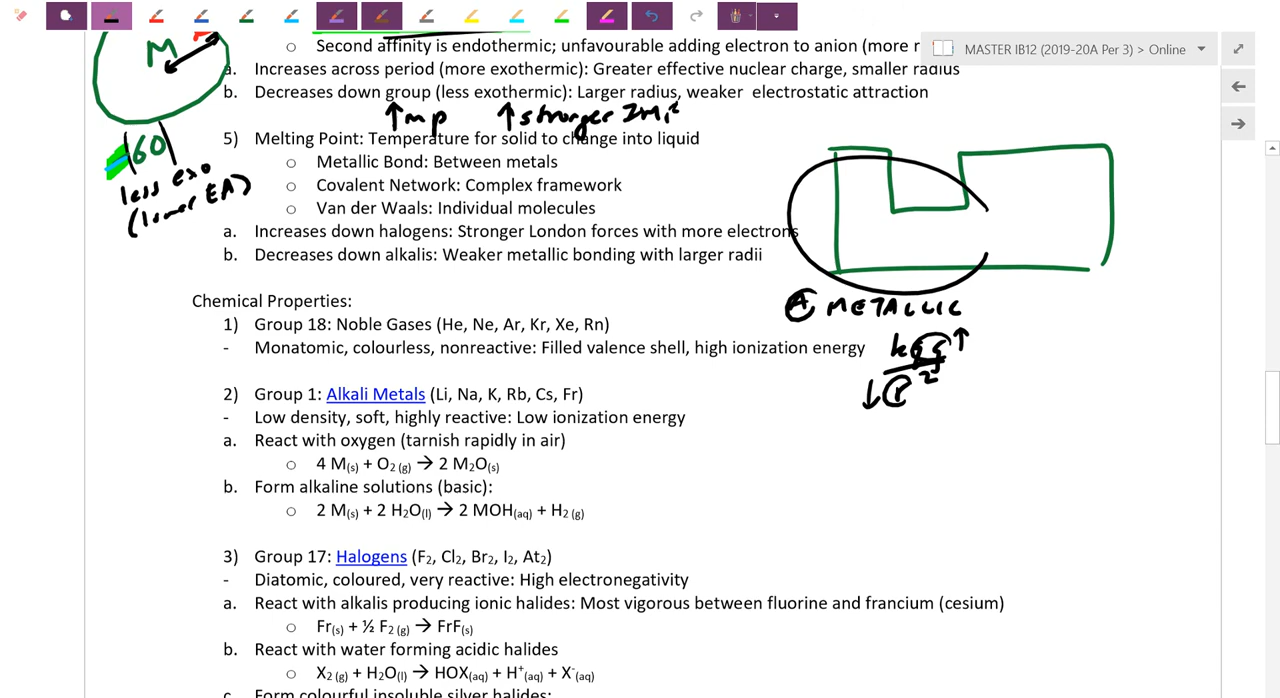 MASTER IB12 (2019-20A Per 3) > Online
M
○ Second affinity is endothermic; unfavourable adding electron to anion (more r
a. Increases across period (more exothermic): Greater effective nuclear charge, smaller radius
b. Decreases down group (less exothermic): Larger radius, weaker electrostatic attraction
↑mp ↑stronger IMF
|60|
less exo
(lower EA)
5) Melting Point: Temperature for solid to change into liquid
○ Metallic Bond: Between metals
○ Covalent Network: Complex framework
○ Van der Waals: Individual molecules
a. Increases down halogens: Stronger London forces with more electrons
b. Decreases down alkalis: Weaker metallic bonding with larger radii
Chemical Properties:
METALLIC
1) Group 18: Noble Gases (He, Ne, Ar, Kr, Xe, Rn)
- Monatomic, colourless, nonreactive: Filled valence shell, high ionization energy
2) Group 1: Alkali Metals (Li, Na, K, Rb, Cs, Fr)
- Low density, soft, highly reactive: Low ionization energy
a. React with oxygen (tarnish rapidly in air)
○ 4 M(s) + O2 (g) → 2 M2O(s)
b. Form alkaline solutions (basic):
○ 2 M(s) + 2 H2O(l) → 2 MOH(aq) + H2 (g)
3) Group 17: Halogens (F2, Cl2, Br2, I2, At2)
- Diatomic, coloured, very reactive: High electronegativity
a. React with alkalis producing ionic halides: Most vigorous between fluorine and francium (cesium)
○ Fr(s) + ½ F2 (g) → FrF(s)
b. React with water forming acidic halides
○ X2 (g) + H2O(l) → HOX(aq) + H+(aq) + X-(aq)
c. Form colourful insoluble silver halides: